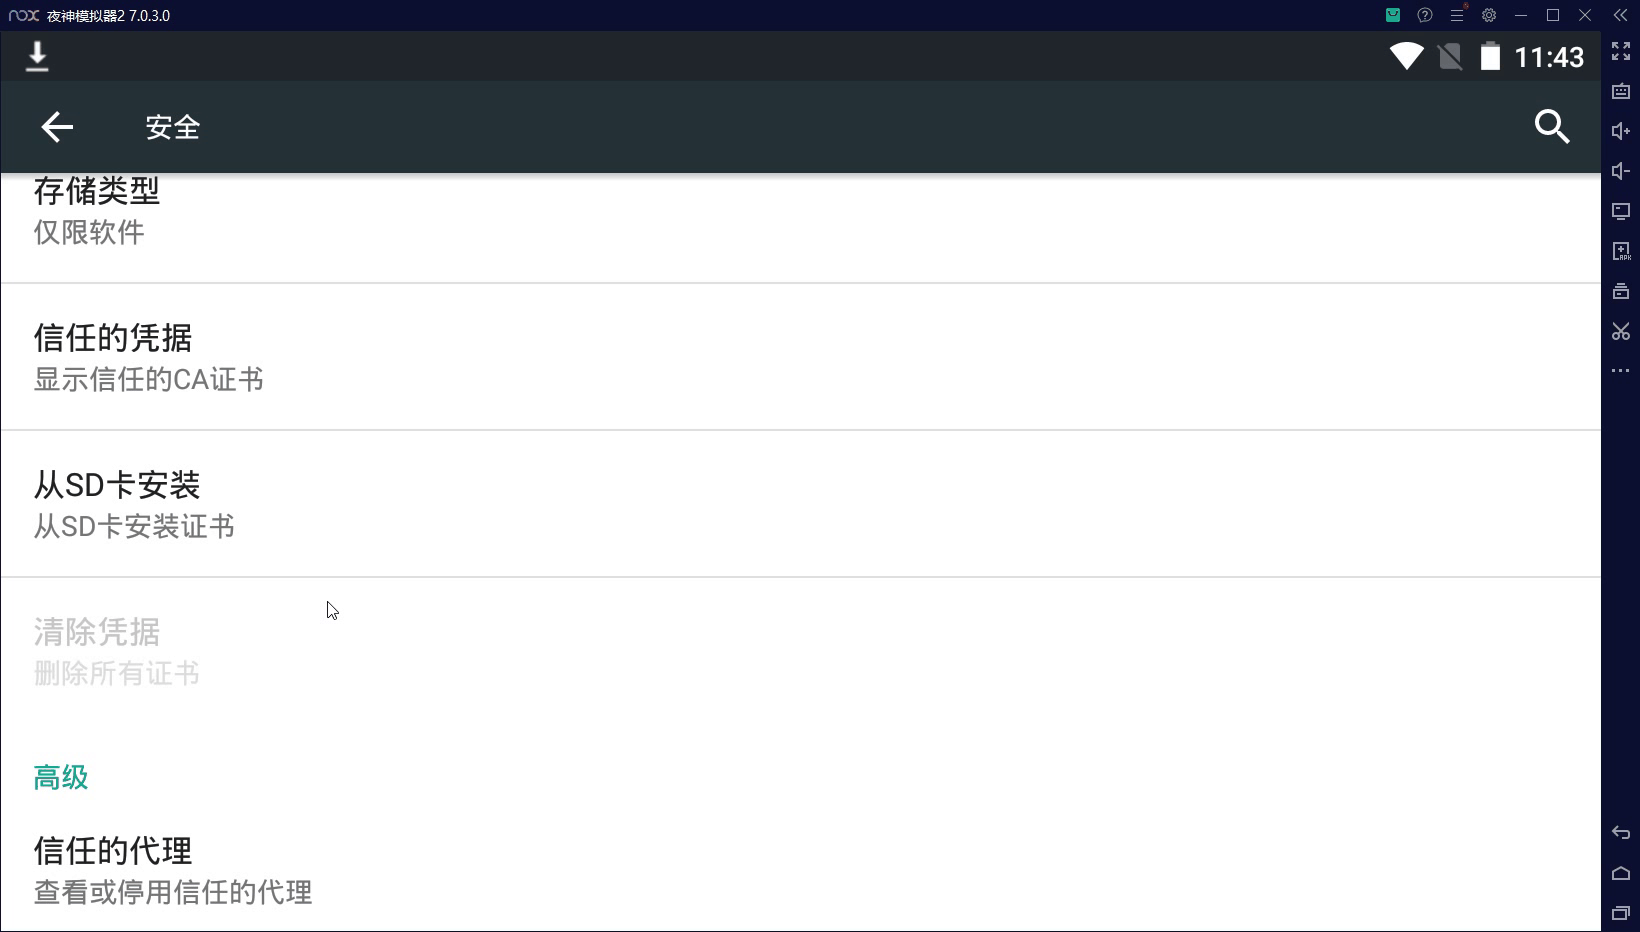 nox 夜神模拟器2 7.0.3.0
11:43
安全
存储类型
仅限软件
信任的凭据
显示信任的CA证书
从SD卡安装
从SD卡安装证书
清除凭据
删除所有证书
高级
信任的代理
查看或停用信任的代理